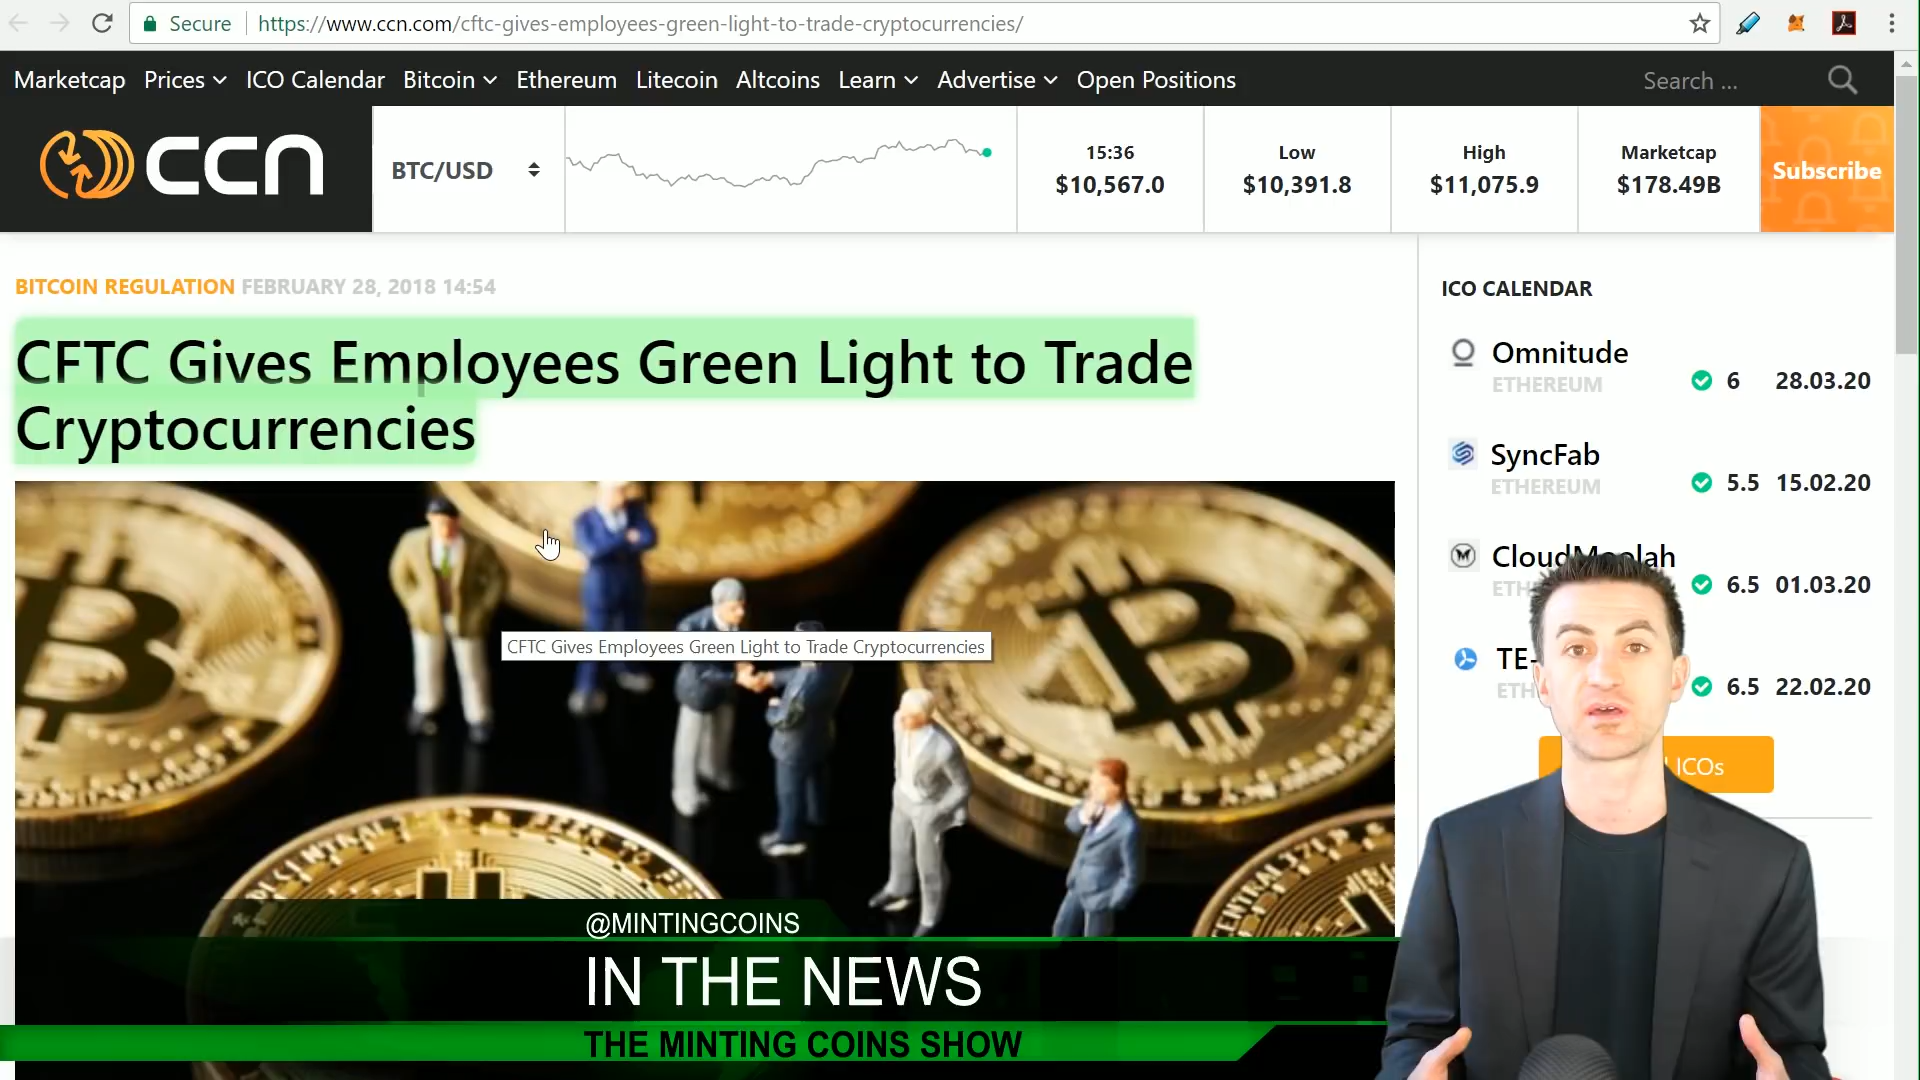 Secure
https://www.ccn.com/cftc-gives-employees-green-light-to-trade-cryptocurrencies/
Marketcap Prices ICO Calendar Bitcoin Ethereum Litecoin Altcoins Learn Advertise Open Positions
Search ...
CCN
BTC/USD
15:36
$10,567.0
Low
$10,391.8
High
$11,075.9
Marketcap
$178.49B
Subscribe
BITCOIN REGULATION FEBRUARY 28, 2018 14:54
CFTC Gives Employees Green Light to Trade
Cryptocurrencies
CFTC Gives Employees Green Light to Trade Cryptocurrencies
ICO CALENDAR
Omnitude
ETHEREUM
6 28.03.20
SyncFab
ETHEREUM
5.5 15.02.20
6.5 01.03.20
TE-
6.5 22.02.20
ICOs
@MINTINGCOINS
IN THE NEWS
THE MINTING COINS SHOW